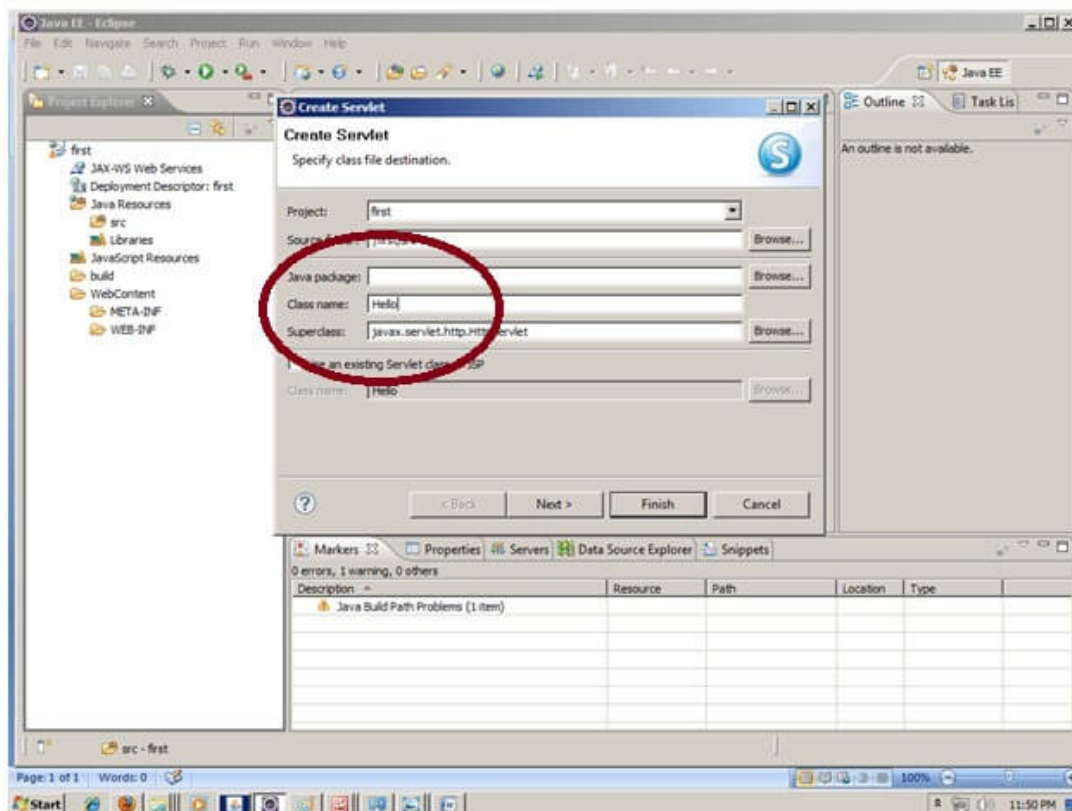 Java EE - Eclipse
File Edit Navigate Search Project Run Window Help
Java EE
Project Explorer
Outline Task Lis
first
JAX-WS Web Services
Deployment Descriptor: first
Java Resources
src
Libraries
JavaScript Resources
build
WebContent
META-INF
WEB-INF
Create Servlet
Create Servlet
Specify class file destination.
S
Project: first
Browse...
Java package: Browse...
Class name: Hello
Superclass: Browse...
an existing Servlet class
Class name: Hello Browse...
? < Back Next > Finish Cancel
An outline is not available.
Markers Properties Servers Data Source Explorer Snippets
0 errors, 1 warning, 0 others
Description Resource Path Location Type
Java Build Path Problems (1 item)
src - first
Page: 1 of 1 Words: 0 100%
Start 11:50 PM